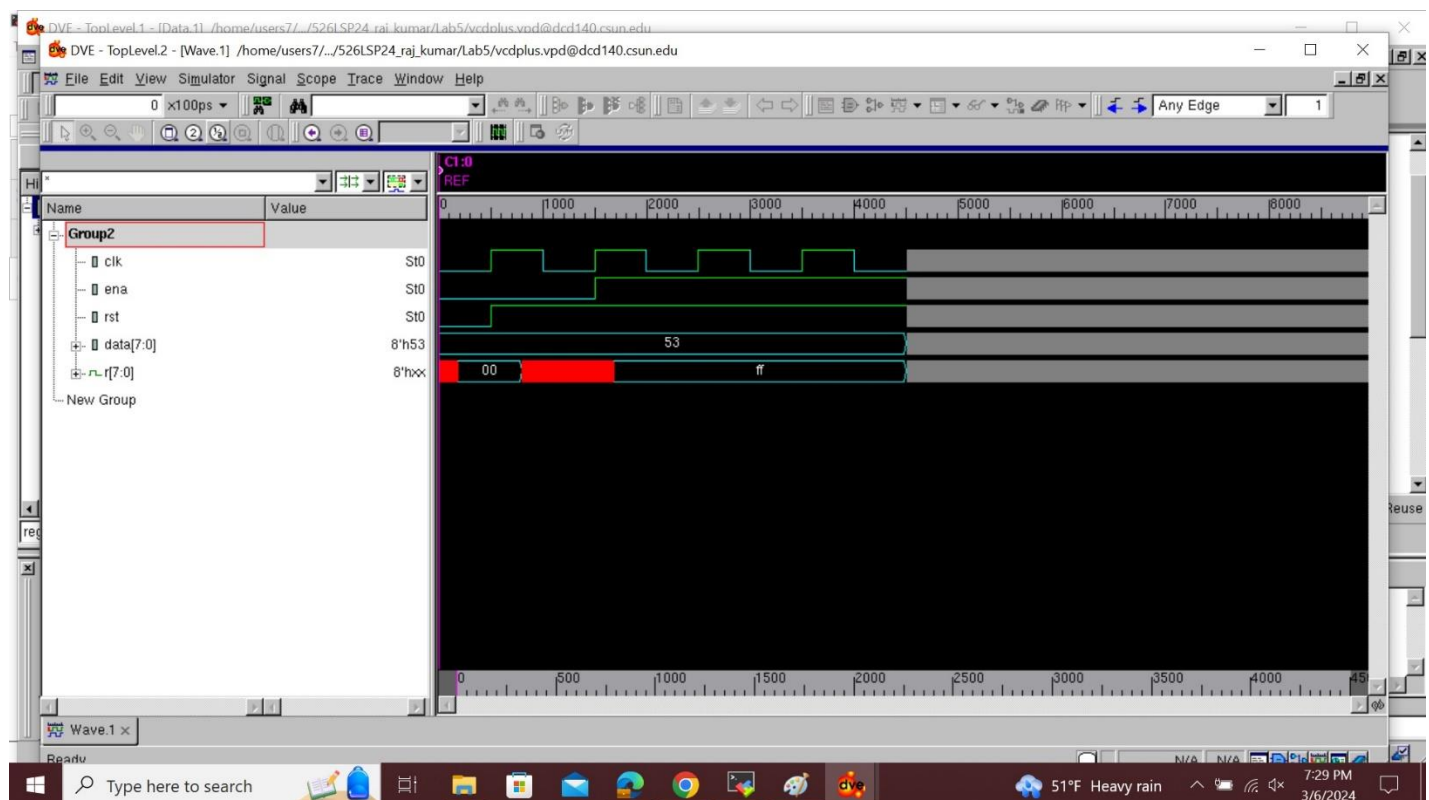 DVE - TopLevel.1 - [Data.1] /home/users7/.../526LSP24_raj_kumar/Lab5/vcdplus.vpd@dcd140.csun.edu
DVE - TopLevel.2 - [Wave.1] /home/users7/.../526LSP24_raj_kumar/Lab5/vcdplus.vpd@dcd140.csun.edu
File Edit View Simulator Signal Scope Trace Window Help
0 x100ps Any Edge 1
C1:0
REF
Hi *
Name Value 0 1000 2000 3000 4000 5000 6000 7000 8000
Group2
clk St0
ena St0
rst St0
data[7:0] 8'h53 53
r[7:0] 8'hxx 00 ff
New Group
Reuse
reg
0 500 1000 1500 2000 2500 3000 3500 4000 45
Wave.1
Ready N/A N/A
Type here to search dve 51°F Heavy rain 7:29 PM
3/6/2024